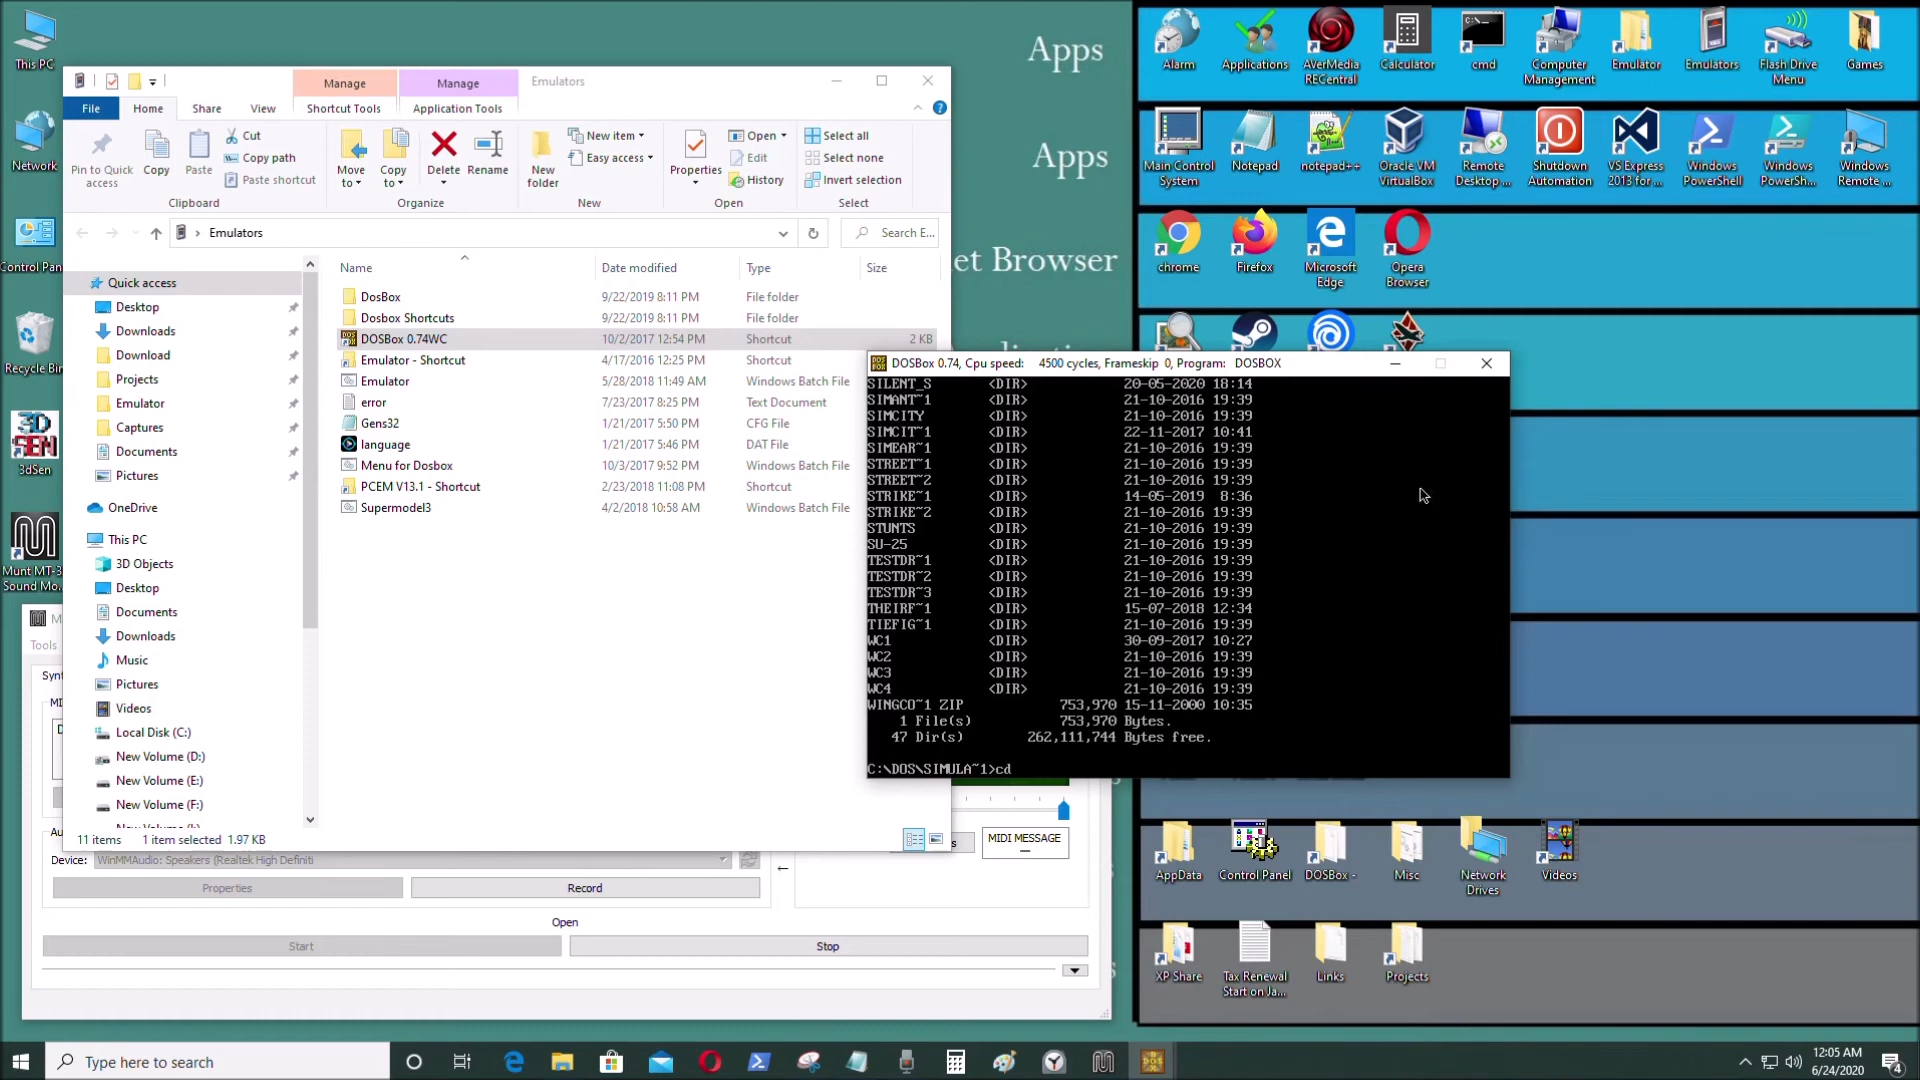 This PC
Network
Control Pan
Recycle Bin
3D
SEN
3dSen
Munt MT-3
Sound Mo...
Manage
Manage
Emulators
File
Home
Share
View
Shortcut Tools
Application Tools
Pin to Quick access
Copy
Paste
Cut
Copy path
Paste shortcut
Clipboard
Move to
Copy to
Delete
Rename
Organize
New folder
New item
Easy access
New
Properties
Open
Edit
History
Open
Select all
Select none
Invert selection
Select
Emulators
Search E...
Quick access
Desktop
Downloads
Download
Projects
Emulator
Captures
Documents
Pictures
OneDrive
This PC
3D Objects
Desktop
Documents
Downloads
Music
Pictures
Videos
Local Disk (C:)
New Volume (D:)
New Volume (E:)
New Volume (F:)
Name Date modified Type Size
DosBox 9/22/2019 8:11 PM File folder
Dosbox Shortcuts 9/22/2019 8:11 PM File folder
DOSBox 0.74WC 10/2/2017 12:54 PM Shortcut 2 KB
Emulator - Shortcut 4/17/2016 12:25 PM Shortcut
Emulator 5/28/2018 11:49 AM Windows Batch File
error 7/23/2017 8:25 PM Text Document
Gens32 1/21/2017 5:50 PM CFG File
language 1/21/2017 5:46 PM DAT File
Menu for Dosbox 10/3/2017 9:52 PM Windows Batch File
PCEM V13.1 - Shortcut 2/23/2018 11:08 PM Shortcut
Supermodel3 4/2/2018 10:58 AM Windows Batch File
11 items 1 item selected 1.97 KB
M
Tools
Syn
MI
D
Au
Device: WinMMAudio: Speakers (Realtek High Definiti
Properties
Record
MIDI MESSAGE
Open
Start
Stop
Apps
Apps
et Browser
DOSBox 0.74, Cpu speed: 4500 cycles, Frameskip 0, Program: DOSBOX
SILENT_S <DIR> 20-05-2020 18:14
SIMANT~1 <DIR> 21-10-2016 19:39
SIMCITY <DIR> 21-10-2016 19:39
SIMCIT~1 <DIR> 22-11-2017 10:41
SIMEAR~1 <DIR> 21-10-2016 19:39
STREET~1 <DIR> 21-10-2016 19:39
STREET~2 <DIR> 21-10-2016 19:39
STRIKE~1 <DIR> 14-05-2019 8:36
STRIKE~2 <DIR> 21-10-2016 19:39
STUNTS <DIR> 21-10-2016 19:39
SU-25 <DIR> 21-10-2016 19:39
TESTDR~1 <DIR> 21-10-2016 19:39
TESTDR~2 <DIR> 21-10-2016 19:39
TESTDR~3 <DIR> 21-10-2016 19:39
THEIRF~1 <DIR> 15-07-2018 12:34
TIEFIG~1 <DIR> 21-10-2016 19:39
WC1 <DIR> 30-09-2017 10:27
WC2 <DIR> 21-10-2016 19:39
WC3 <DIR> 21-10-2016 19:39
WC4 <DIR> 21-10-2016 19:39
WINGCO~1 ZIP 753,970 15-11-2000 10:35
1 File(s) 753,970 Bytes.
47 Dir(s) 262,111,744 Bytes free.
C:\DOS\SIMULA~1>cd
Alarm
Applications
AVerMedia RECentral
Calculator
cmd
Computer Management
Emulator
Emulators
Flash Drive Menu
Games
Main Control System
Notepad
notepad++
Oracle VM VirtualBox
Remote Desktop ...
Shutdown Automation
VS Express 2013 for ...
Windows PowerShell
Windows PowerSh...
Windows Remote ...
chrome
Firefox
Microsoft Edge
Opera Browser
AppData
Control Panel
DOSBox -
Misc
Network Drives
Videos
XP Share
Tax Renewal Start on Ja...
Links
Projects
Type here to search
12:05 AM
6/24/2020
4